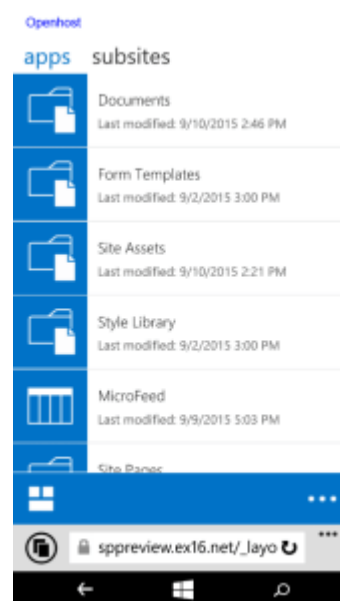 Openhost
apps subsites
Documents
Last modified: 9/10/2015 2:46 PM
Form Templates
Last modified: 9/2/2015 3:00 PM
Site Assets
Last modified: 9/10/2015 2:21 PM
Style Library
Last modified: 9/2/2015 3:00 PM
MicroFeed
Last modified: 9/9/2015 5:03 PM
Site Pages
sppreview.ex16.net/_layo